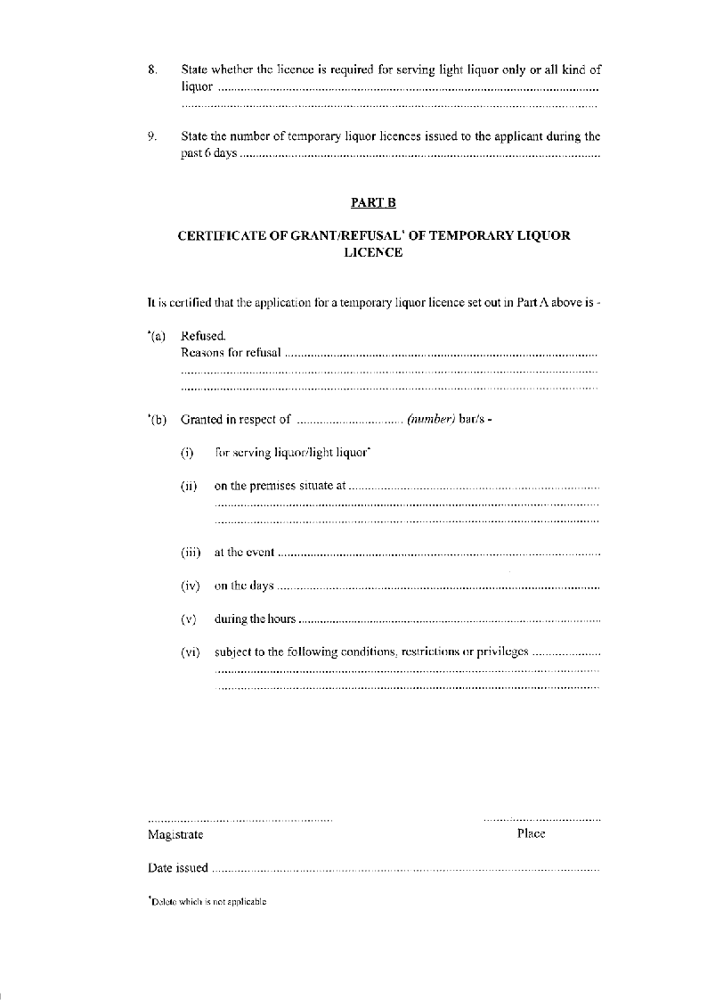 8. State whether the licence is required for serving light liquor only or all kind of
liquor ........................................................................................................
........................................................................................................
9. State the number of temporary liquor licences issued to the applicant during the
past 6 days ........................................................................................................
PART B
CERTIFICATE OF GRANT/REFUSAL* OF TEMPORARY LIQUOR
LICENCE
It is certified that the application for a temporary liquor licence set out in Part A above is -
*(a) Refused.
Reasons for refusal ........................................................................................
........................................................................................................
........................................................................................................
*(b) Granted in respect of ................................. (number) bar/s -
(i) for serving liquor/light liquor*
(ii) on the premises situate at ..............................................................................
........................................................................................................
........................................................................................................
(iii) at the event ....................................................................................................
(iv) on the days ....................................................................................................
(v) during the hours .............................................................................................
(vi) subject to the following conditions, restrictions or privileges .....................
........................................................................................................
........................................................................................................
......................................................... ....................................
Magistrate Place
Date issued ........................................................................................................
*Delete which is not applicable